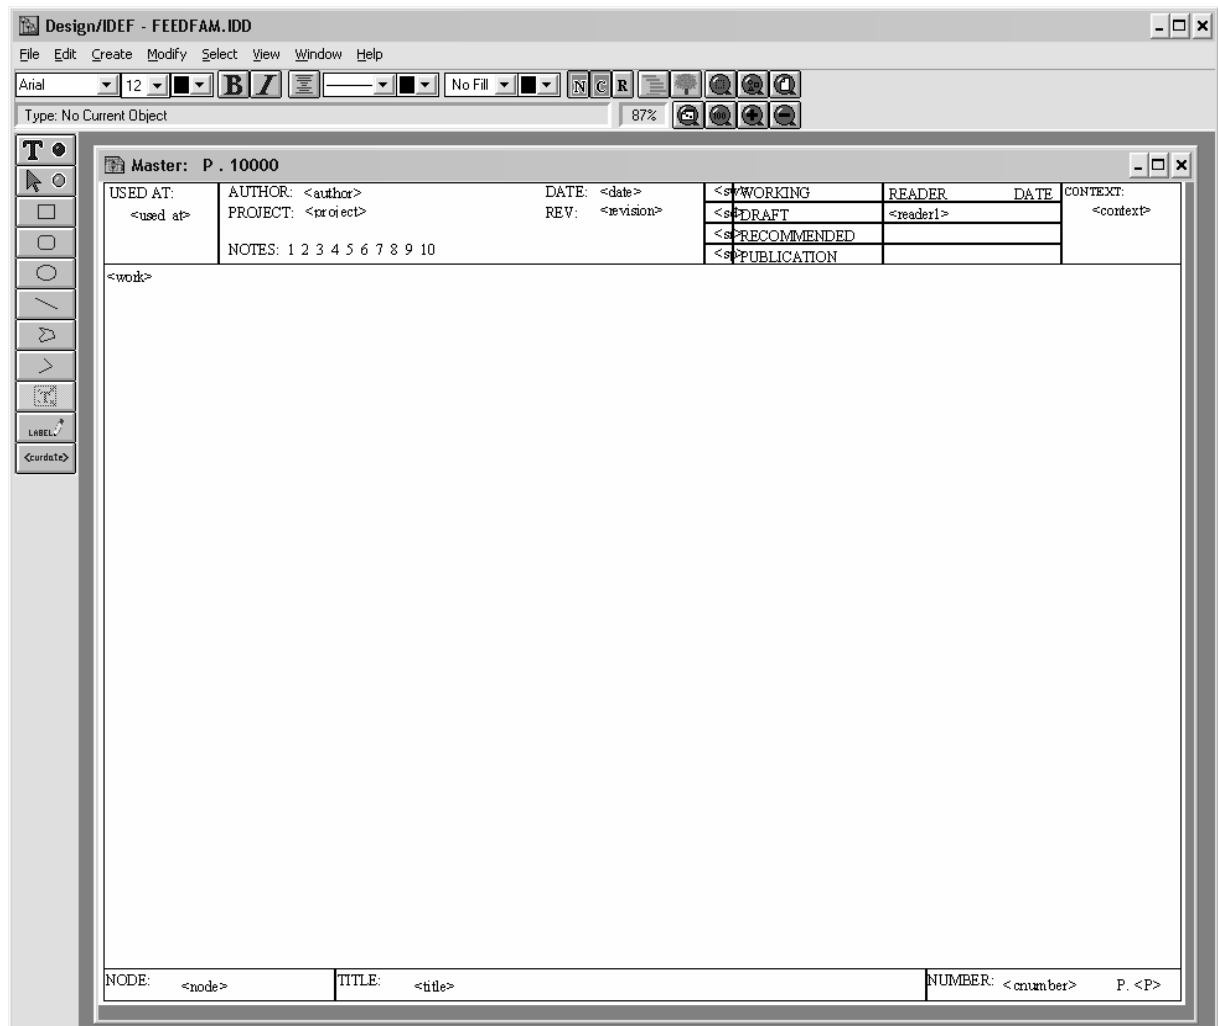 Design/IDEF - FEEDFAM.IDD
File Edit Create Modify Select View Window Help
Arial 12 B I No Fill N C R
Type: No Current Object 87% 100
T
Master: P . 10000
USED AT: AUTHOR: <author> DATE: <date> WORKING READER DATE CONTEXT:
<used at> PROJECT: <project> REV: <revision> DRAFT <reader1> <context>
RECOMMENDED
NOTES: 1 2 3 4 5 6 7 8 9 10 PUBLICATION
<work>
T
LABEL
<curdate>
NODE: <node> TITLE: <title> NUMBER: <cnumber> P. <P>